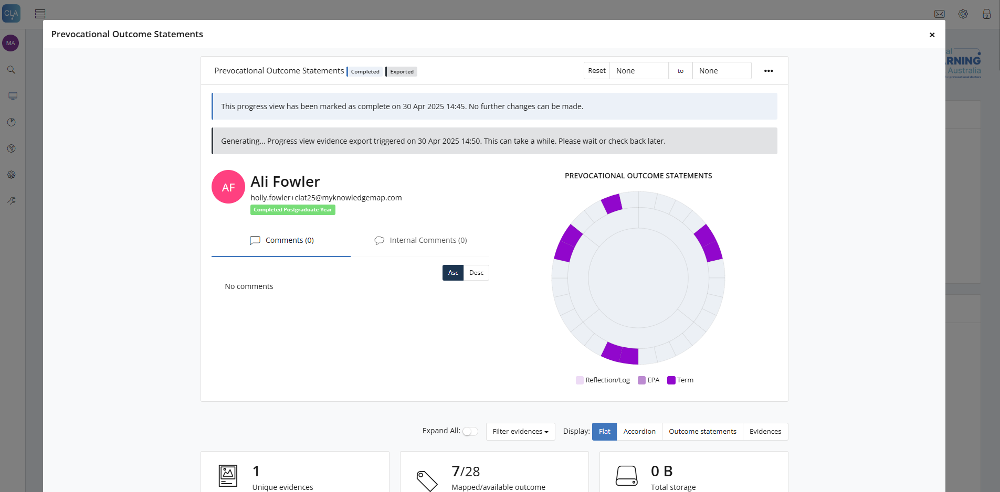 CLA
MA
Prevocational Outcome Statements
×
al
RNING
Australia
prevocational doctors
Prevocational Outcome Statements Completed Exported
Reset None to None
This progress view has been marked as complete on 30 Apr 2025 14:45. No further changes can be made.
Generating... Progress view evidence export triggered on 30 Apr 2025 14:50. This can take a while. Please wait or check back later.
AF
Ali Fowler
holly.fowler+clat25@myknowledgemap.com
Completed Postgraduate Year
Comments (0)
Internal Comments (0)
Asc Desc
No comments
PREVOCATIONAL OUTCOME STATEMENTS
Reflection/Log EPA Term
Expand All:
Filter evidences
Display: Flat Accordion Outcome statements Evidences
1
Unique evidences
7/28
Mapped/available outcome
0 B
Total storage